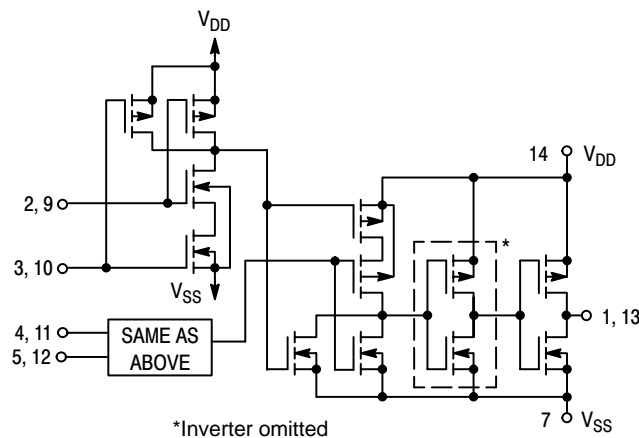 VDD
14 VDD
*
2, 9
3, 10
VSS
1, 13
4, 11
5, 12
SAME AS
ABOVE
7 VSS
*Inverter omitted